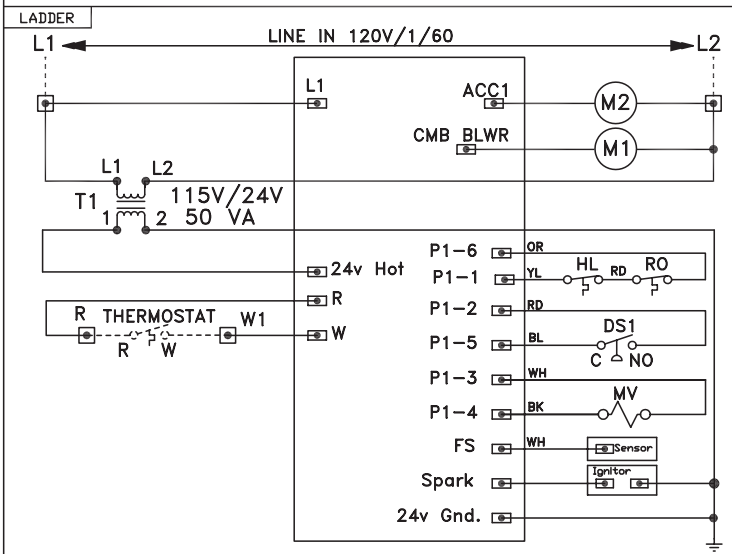 LADDER
L1 LINE IN 120V/1/60 L2
L1 ACC1 M2
CMB BLWR M1
L1 L2
T1 115V/24V
1 2 50 VA
P1-6 OR
24v Hot P1-1 YL HL RD RO
R P1-2 RD
R THERMOSTAT W1 W
R W
P1-5 BL DS1
C NO
P1-3 WH
P1-4 BK MV
FS WH Sensor
Spark Ignitor
24v Gnd.